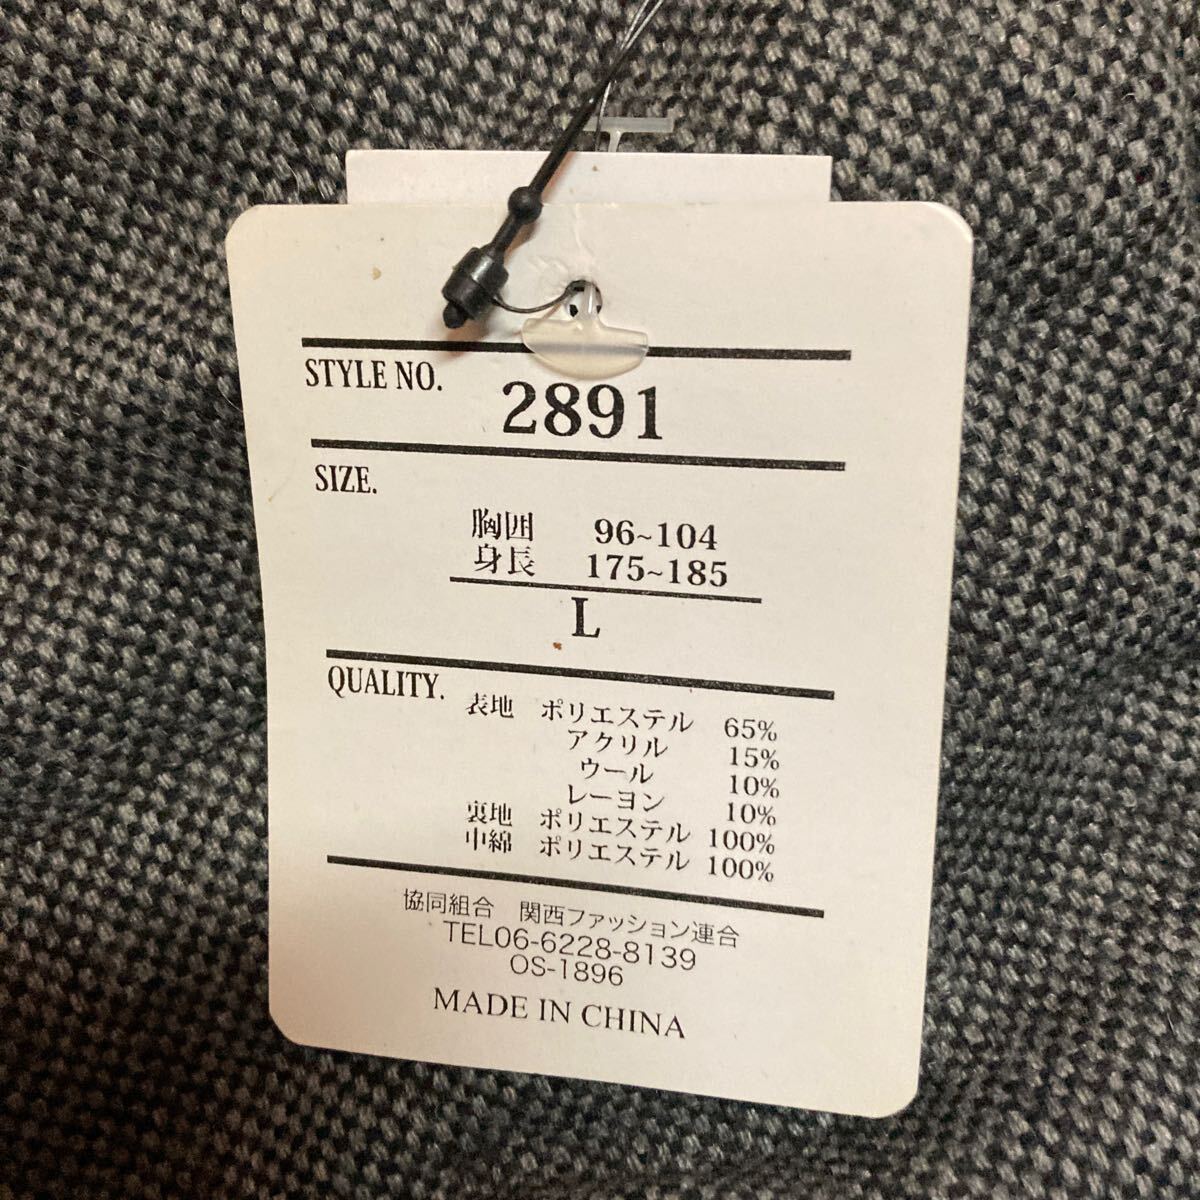 STYLE NO. 2891
SIZE.
胸囲 96~104
身長 175~185
L
QUALITY.
表地 ポリエステル 65%
アクリル 15%
ウール 10%
レーヨン 10%
裏地 ポリエステル 100%
中綿 ポリエステル 100%
協同組合 関西ファッション連合
TEL06-6228-8139
OS-1896
MADE IN CHINA